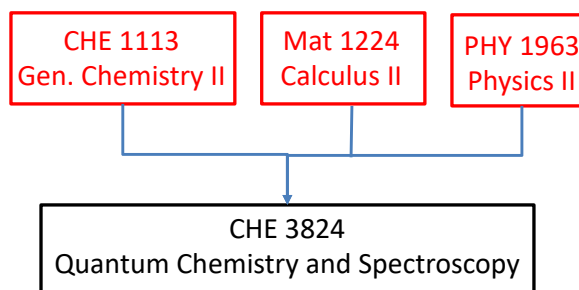 CHE 1113
Gen. Chemistry II
Mat 1224
Calculus II
PHY 1963
Physics II
CHE 3824
Quantum Chemistry and Spectroscopy